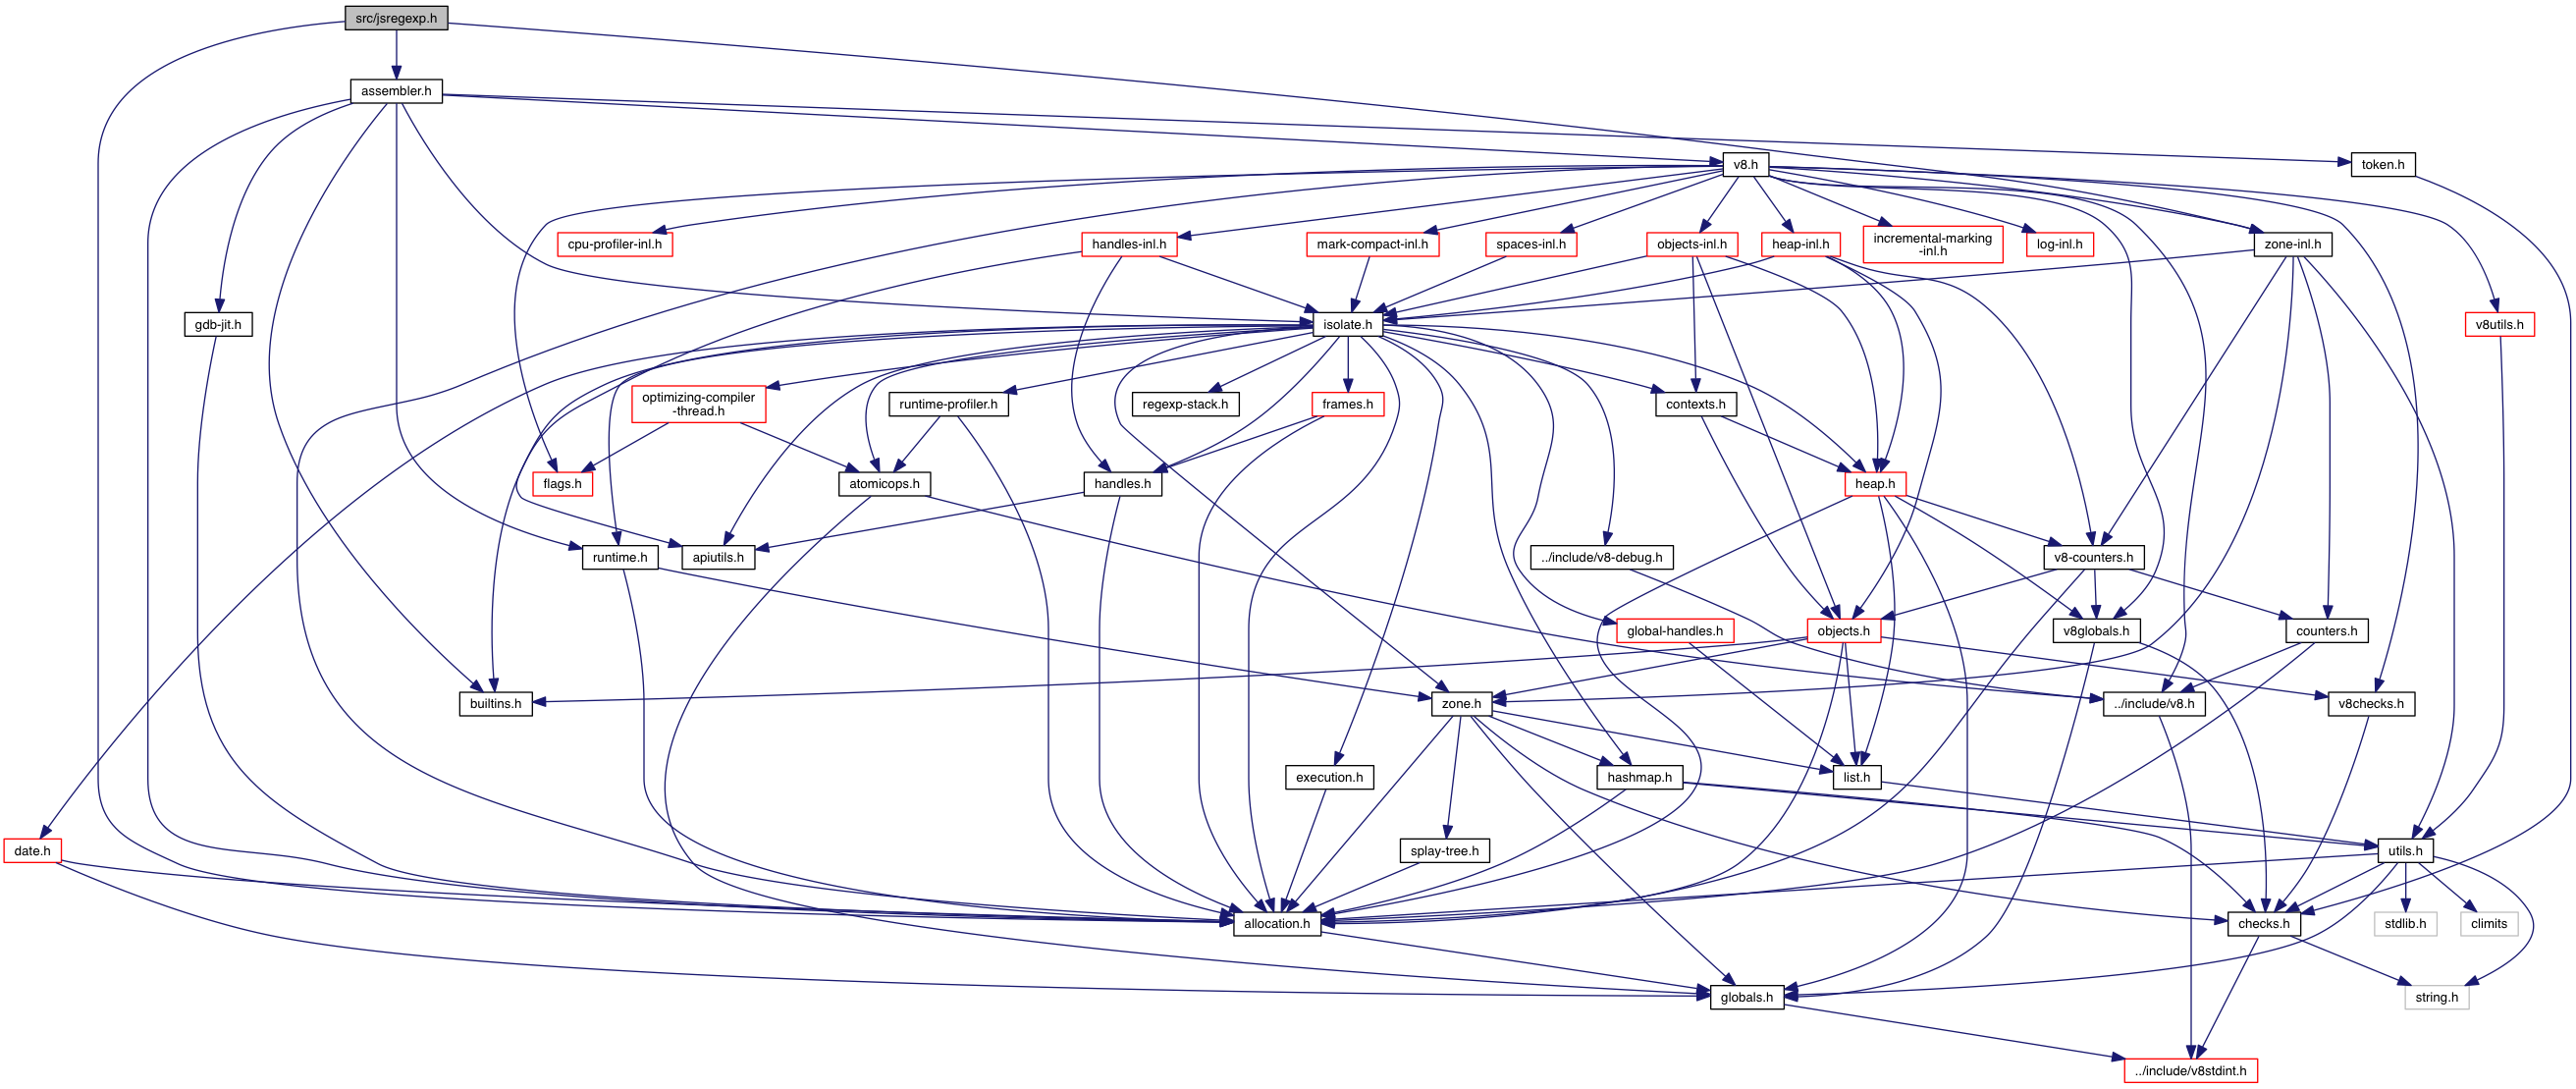 src/jsregexp.h
assembler.h
v8.h
token.h
cpu-profiler-inl.h
handles-inl.h
mark-compact-inl.h
spaces-inl.h
objects-inl.h
heap-inl.h
incremental-marking
-inl.h
log-inl.h
zone-inl.h
gdb-jit.h
isolate.h
v8utils.h
optimizing-compiler
-thread.h
runtime-profiler.h
regexp-stack.h
frames.h
contexts.h
flags.h
atomicops.h
handles.h
heap.h
runtime.h
apiutils.h
../include/v8-debug.h
v8-counters.h
global-handles.h
objects.h
v8globals.h
counters.h
builtins.h
zone.h
../include/v8.h
v8checks.h
execution.h
hashmap.h
list.h
date.h
splay-tree.h
utils.h
allocation.h
checks.h
stdlib.h
climits
globals.h
string.h
../include/v8stdint.h